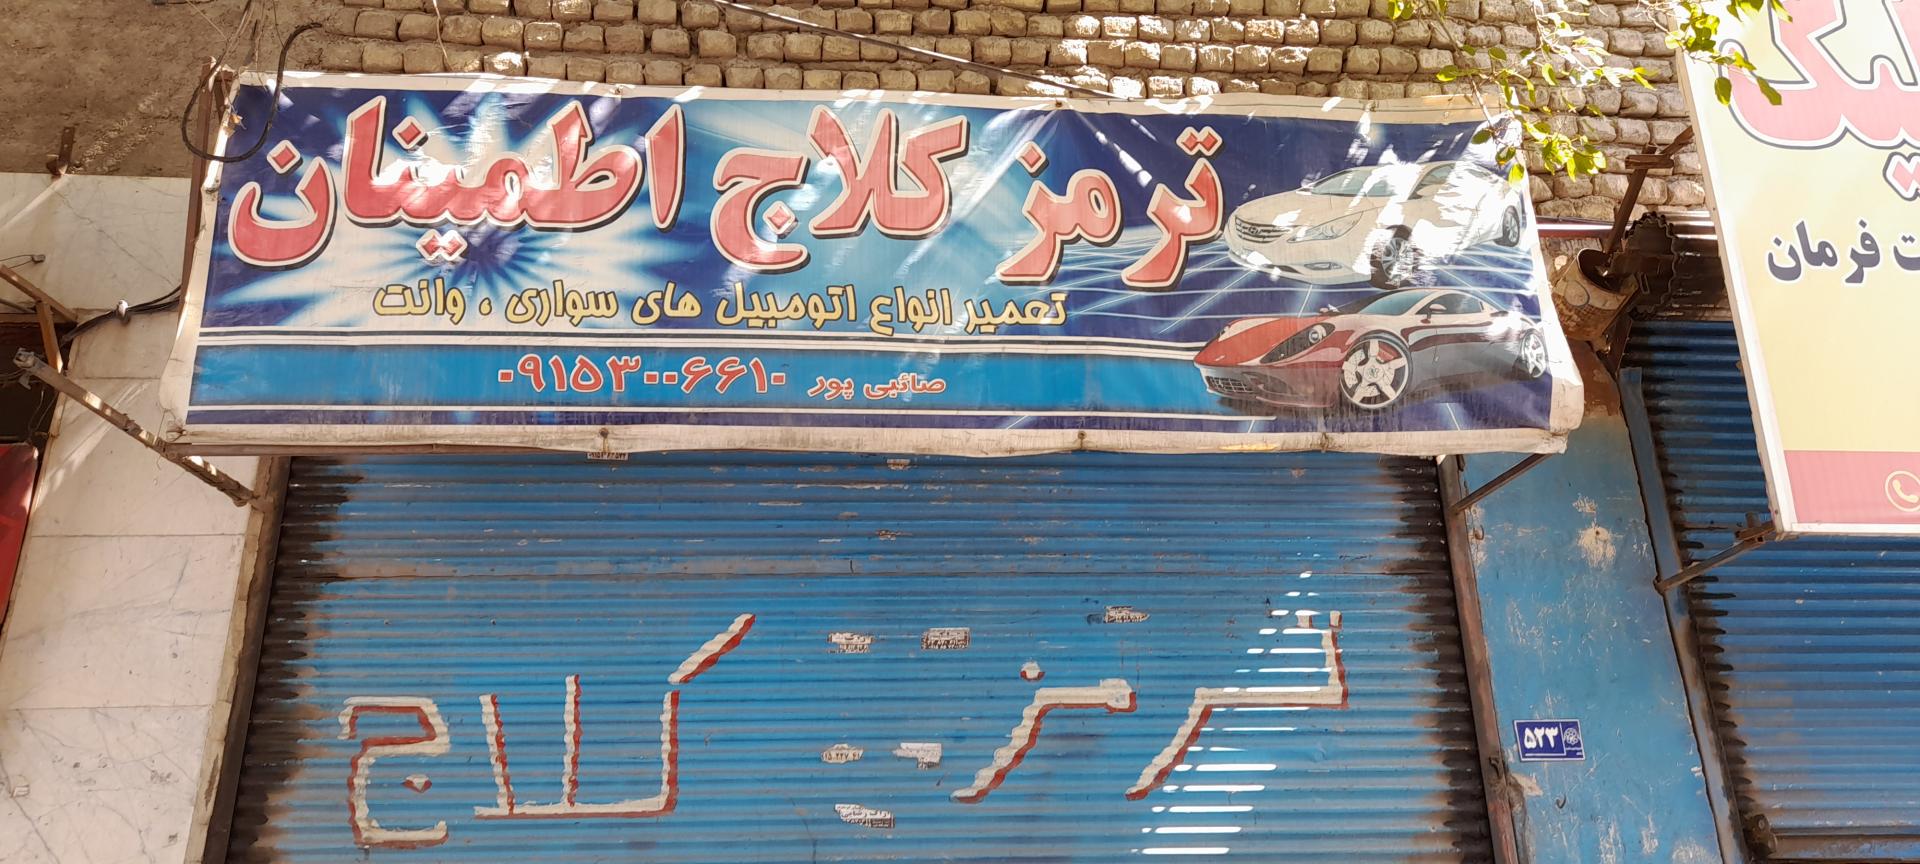 ترمز کلاج اطمینان
تعمیر انواع اتومبیل های سواری ، وانت
صائبی پور ۰۹۱۵۳۰۰۶۶۱۰
ترمز کلاج
۵۲۳
فرمان